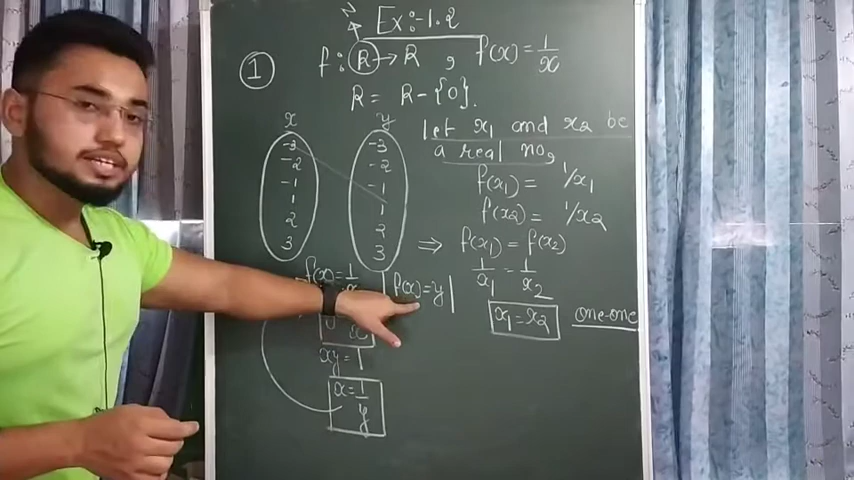 Ex:-1.2
N
① f: R → R , f(x) = 1/x
R = R - {0}.
x y
-3 -3
-2 -2
-1 -1
1 1
2 2
3 3
let x₁ and x₂ be
a real no,
f(x₁) = 1/x₁
f(x₂) = 1/x₂
⇒ f(x₁) = f(x₂)
1/x₁ = 1/x₂
x₁ = x₂ one-one
f(x) = 1/x
f(x) = y
xy = 1
x = 1/y